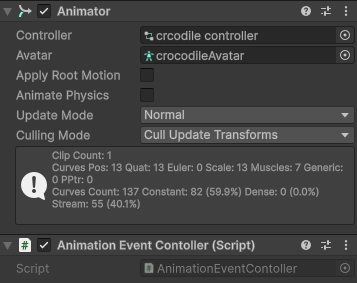 Animator
Controller crcodile controller
Avatar crocodileAvatar
Apply Root Motion
Animate Physics
Update Mode Normal
Culling Mode Cull Update Transforms
Clip Count: 1
Curves Pos: 13 Quat: 13 Euler: 0 Scale: 13 Muscles: 7 Generic:
0 PPtr: 0
Curves Count: 137 Constant: 82 (59.9%) Dense: 0 (0.0%)
Stream: 55 (40.1%)
# Animation Event Contoller (Script)
Script # AnimationEventContoller